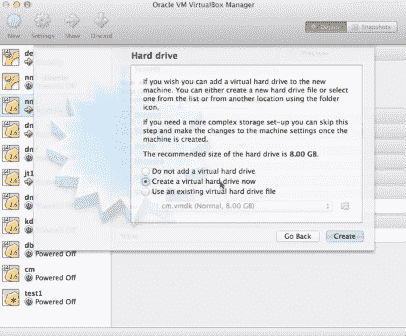 Oracle VM VirtualBox Manager
New Settings Show Discard
Snapshots
Hard drive
If you wish you can add a virtual hard drive to the new
machine. You can either create a new hard drive file or select
one from the list or from another location using the folder
icon.
If you need a more complex storage set-up you can skip this
step and make the changes to the machine settings once the
machine is created.
The recommended size of the hard drive is 8.00 GB.
Do not add a virtual hard drive
Create a virtual hard drive now
Use an existing virtual hard drive file
cm.vmdk (Normal, 8.00 GB)
Go Back Create
de
nn
nn
dn
dn
jt1
dn
kd
db
Powered Off
cm
Powered Off
test1
Powered Off